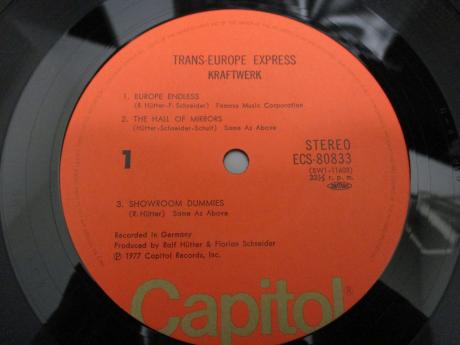 TRANS-EUROPE EXPRESS
KRAFTWERK
1. EUROPE ENDLESS
(R.Hütter-F.Schneider) Famous Music Corporation
2. THE HALL OF MIRRORS
(Hütter-Schneider-Schult) Same As Above
1
STEREO
ECS-80833
(SW1-11603)
33⅓ r.p.m.
3. SHOWROOM DUMMIES
(R.Hütter) Same As Above
Recorded in Germany
Produced by Ralf Hütter & Florian Schneider
Ⓟ 1977 Capitol Records, Inc.
Capitol®